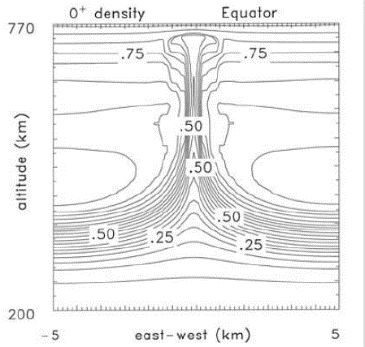 O⁺ density Equator
770
.75 .75
.50
.50
.50
.50 .25 .25
200
-5 east-west (km) 5
altitude (km)